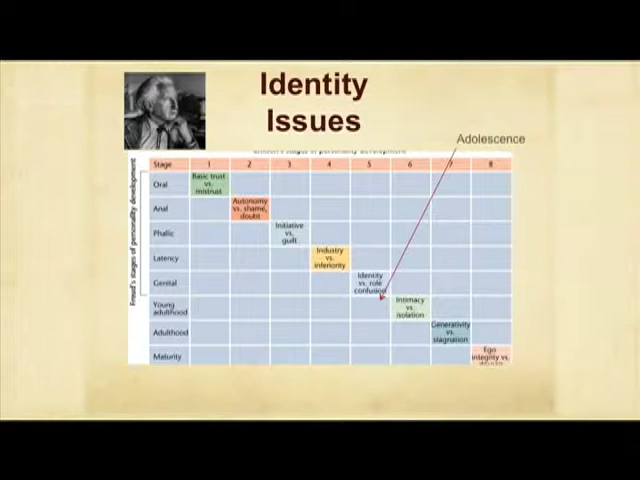 Identity
Issues
Adolescence
Erikson's stages of personality development
Stage 1 2 3 4 5 6 7 8
Freud's stages of personality development
Oral
Basic trust
vs.
mistrust
Anal
Autonomy
vs. shame,
doubt
Phallic
Initiative
vs.
guilt
Latency
Industry
vs.
inferiority
Genital
Identity
vs. role
confusion
Young
adulthood
Intimacy
vs.
isolation
Adulthood
Generativity
vs.
stagnation
Maturity
Ego
integrity vs.